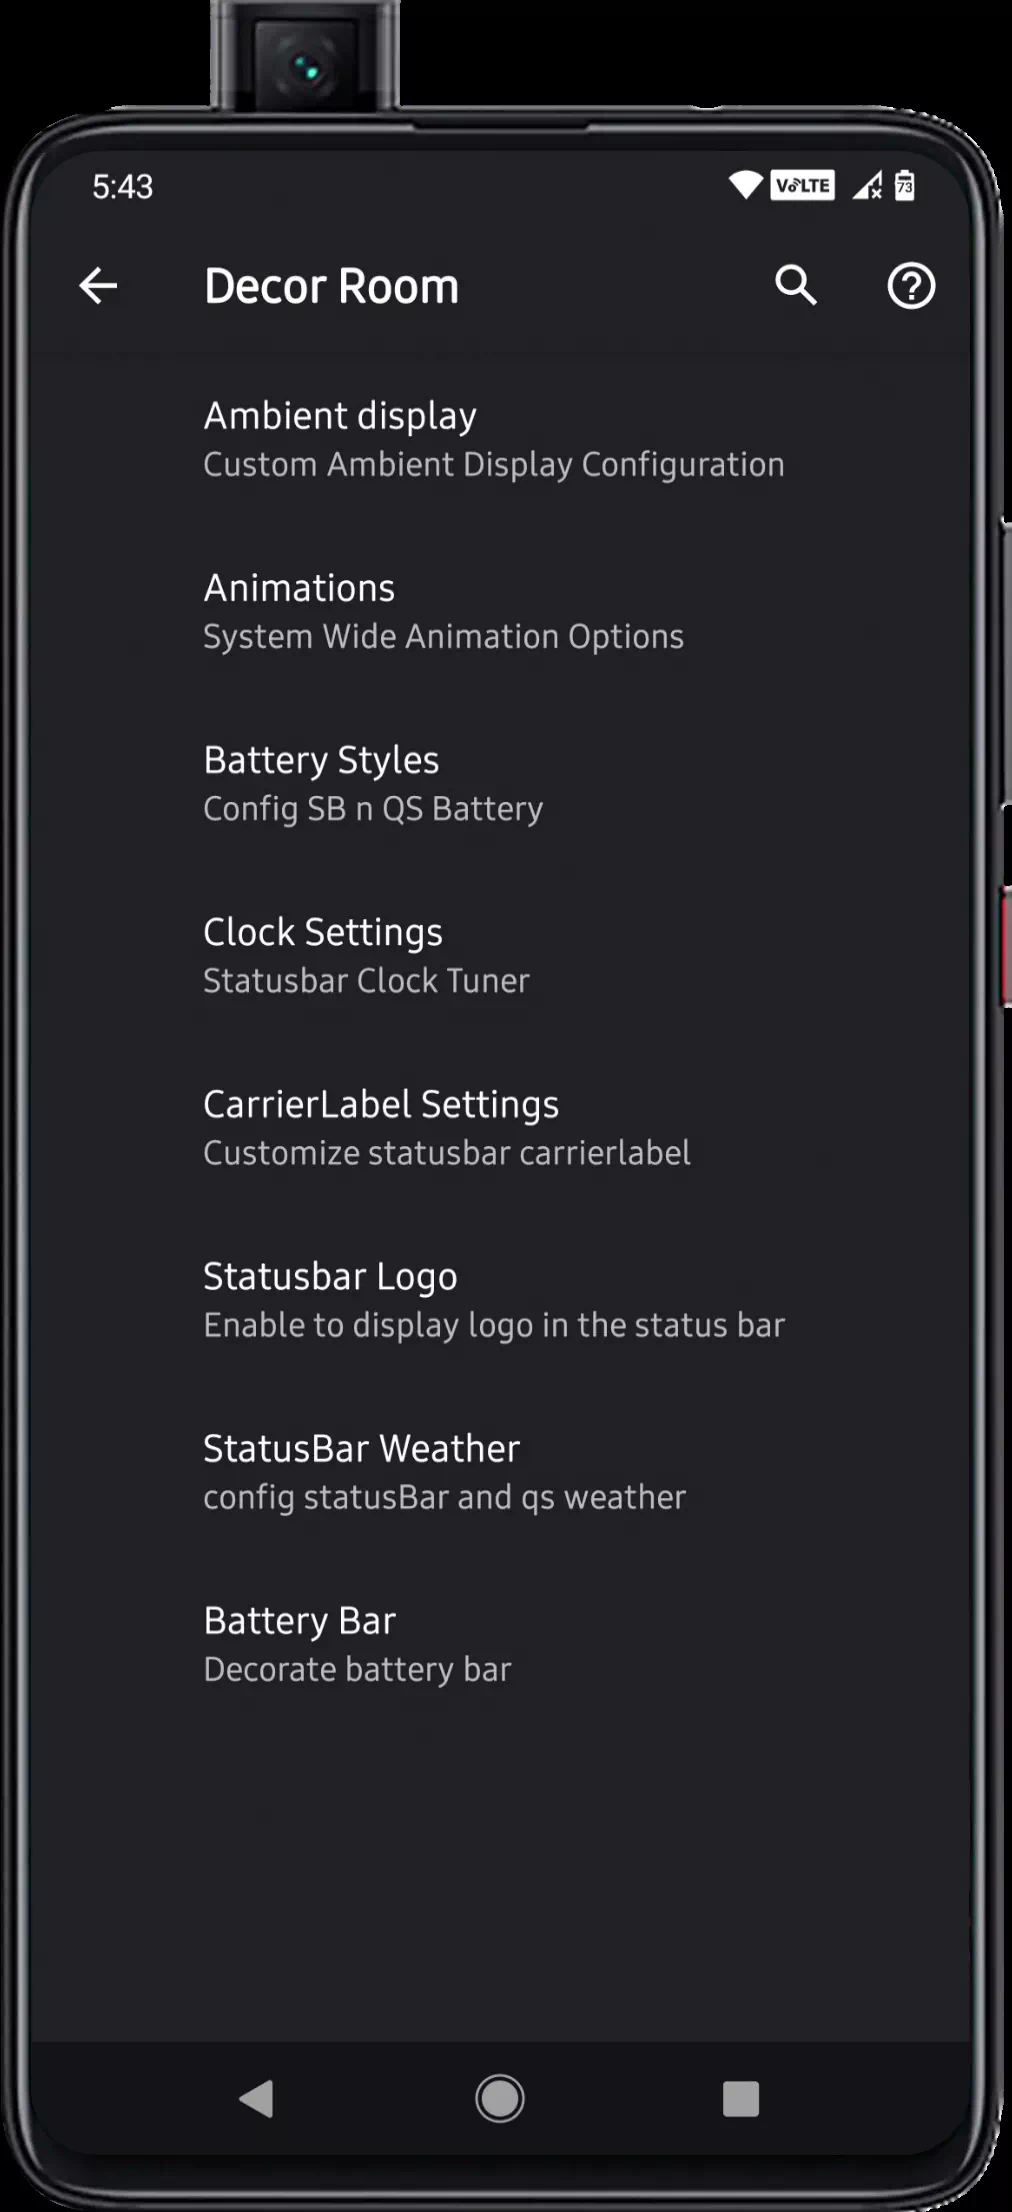 5:43 VoLTE 73
Decor Room
Ambient display
Custom Ambient Display Configuration
Animations
System Wide Animation Options
Battery Styles
Config SB n QS Battery
Clock Settings
Statusbar Clock Tuner
CarrierLabel Settings
Customize statusbar carrierlabel
Statusbar Logo
Enable to display logo in the status bar
StatusBar Weather
config statusBar and qs weather
Battery Bar
Decorate battery bar